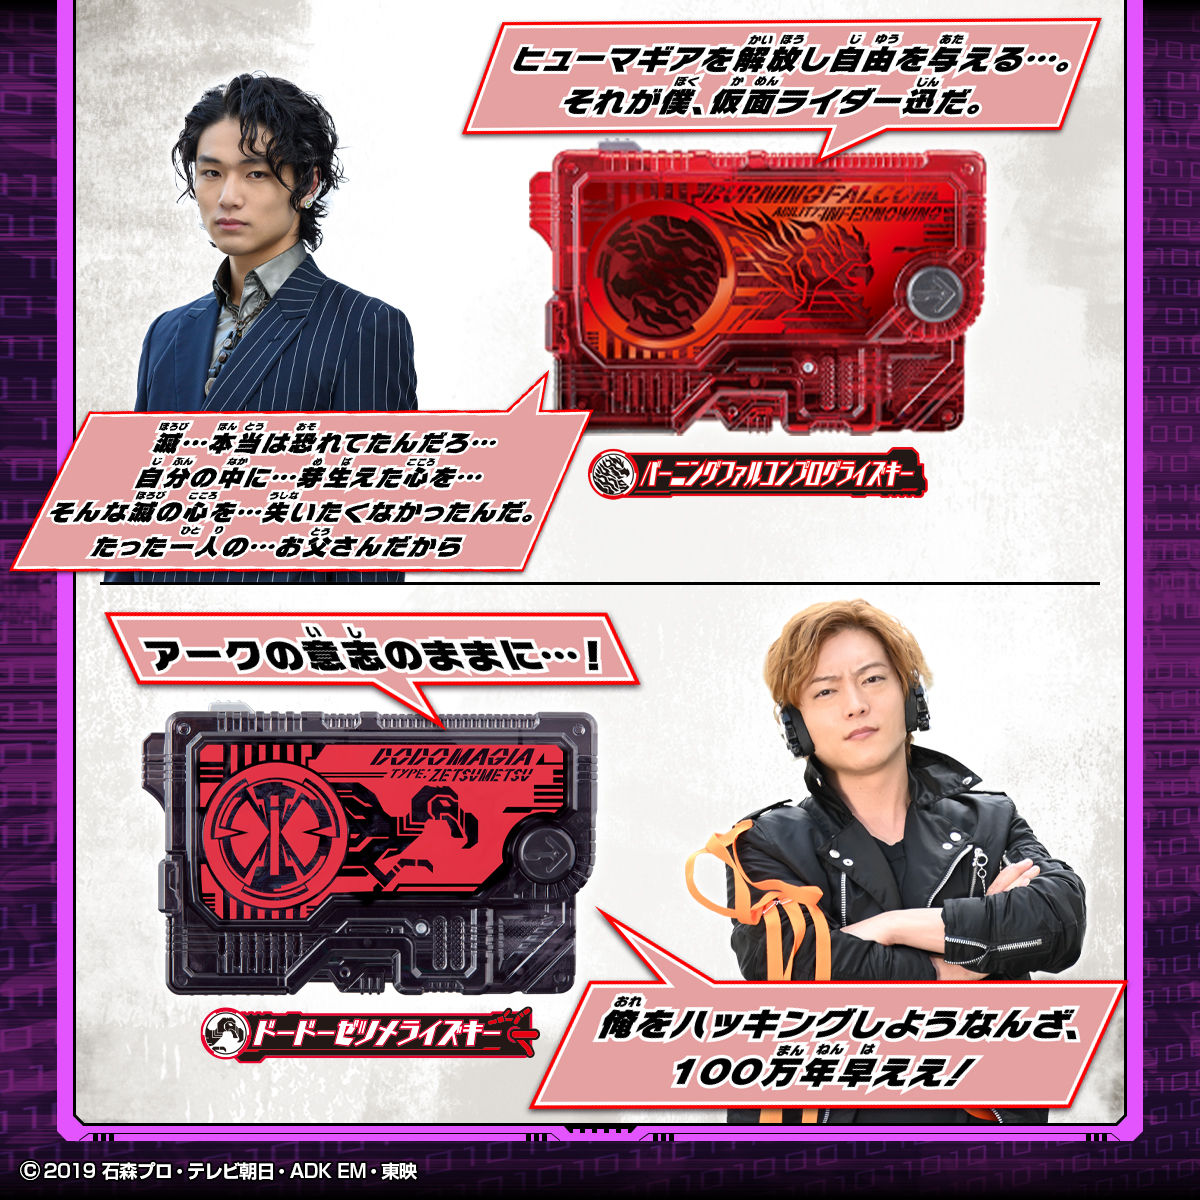 ヒューマギアを解放し自由を与える…。
それが僕、仮面ライダー迅だ。
BURNING FALCON
ABILITY:INFERNOWING
滅…本当は恐れてたんだろ…
自分の中に…芽生えた心を…
そんな滅の心を…失いたくなかったんだ。
たった一人の…お父さんだから
バーニングファルコンプログライズキー
アークの意志のままに…！
DODOMAGIA
TYPE:ZETSUMETSU
ドードーゼツメライズキー
俺をハッキングしようなんざ、
100万年早ええ！
©2019 石森プロ・テレビ朝日・ADK EM・東映